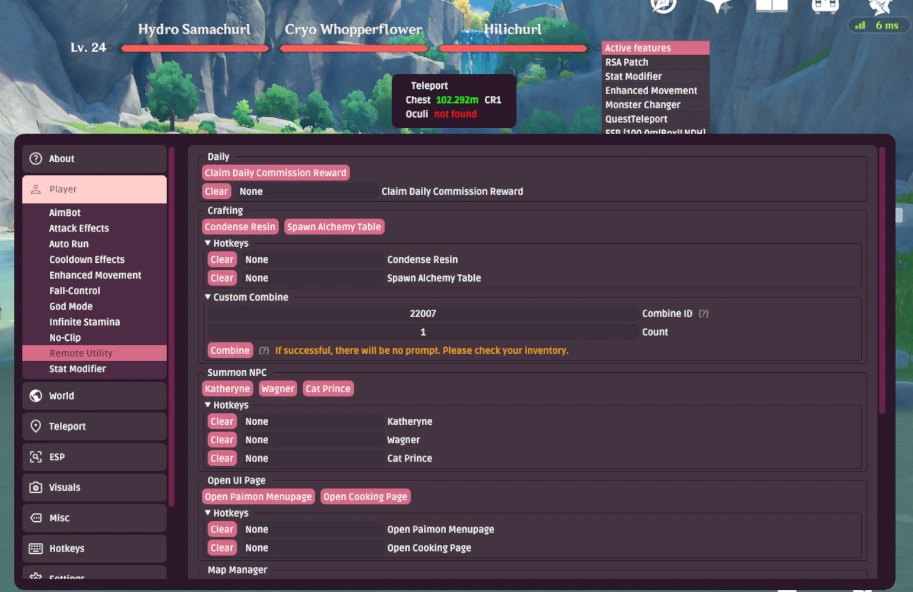 Hydro Samachurl Cryo Whopperflower Hilichurl
6 ms
Lv. 24
Active features
RSA Patch
Stat Modifier
Enhanced Movement
Monster Changer
QuestTeleport
ESP [100.0m|Box|LNDH]
Teleport
Chest 102.292m CR1
Oculi not found
About
Player
AimBot
Attack Effects
Auto Run
Cooldown Effects
Enhanced Movement
Fall-Control
God Mode
Infinite Stamina
No-Clip
Remote Utility
Stat Modifier
World
Teleport
ESP
Visuals
Misc
Hotkeys
Settings
Daily
Claim Daily Commission Reward
Clear None Claim Daily Commission Reward
Crafting
Condense Resin Spawn Alchemy Table
Hotkeys
Clear None Condense Resin
Clear None Spawn Alchemy Table
Custom Combine
22007 Combine ID (?)
1 Count
Combine (?) If successful, there will be no prompt. Please check your inventory.
Summon NPC
Katheryne Wagner Cat Prince
Hotkeys
Clear None Katheryne
Clear None Wagner
Clear None Cat Prince
Open UI Page
Open Paimon Menupage Open Cooking Page
Hotkeys
Clear None Open Paimon Menupage
Clear None Open Cooking Page
Map Manager